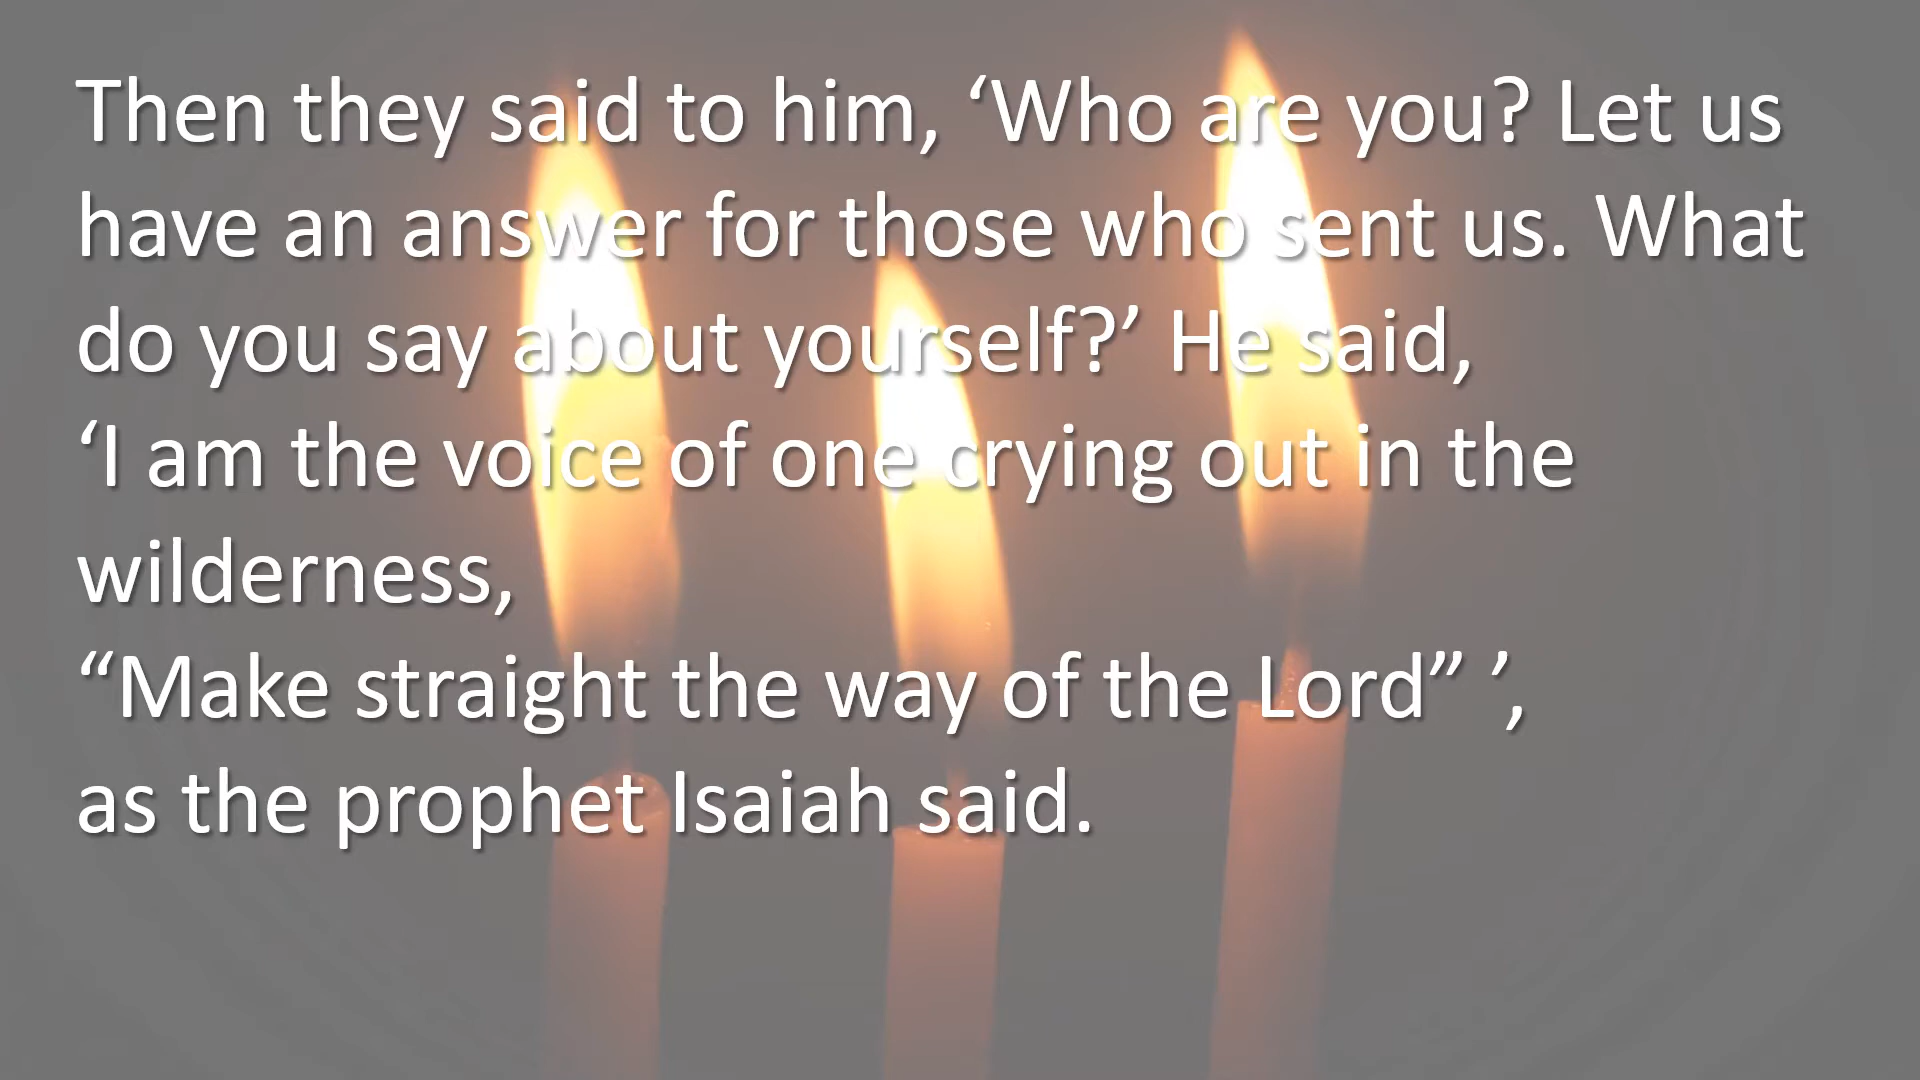 Then they said to him, ‘Who are you? Let us
have an answer for those who sent us. What
do you say about yourself?’ He said,
‘I am the voice of one crying out in the
wilderness,
“Make straight the way of the Lord” ’,
as the prophet Isaiah said.